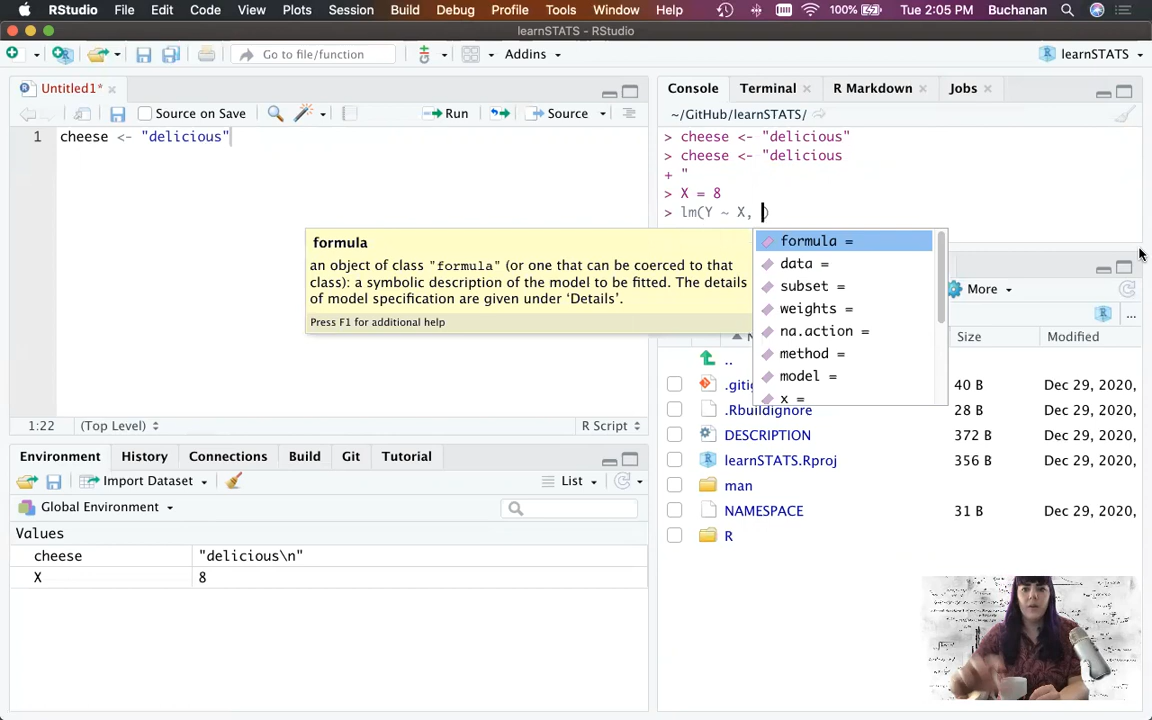 RStudio File Edit Code View Plots Session Build Debug Profile Tools Window Help 100% Tue 2:05 PM Buchanan
learnSTATS - RStudio
Go to file/function Addins learnSTATS
Untitled1*
Source on Save Run Source
1 cheese <- "delicious"
1:22 (Top Level) R Script
Console Terminal R Markdown Jobs
~/GitHub/learnSTATS/
> cheese <- "delicious"
> cheese <- "delicious
+ "
> X = 8
> lm(Y ~ X, )
formula
an object of class "formula" (or one that can be coerced to that
class): a symbolic description of the model to be fitted. The details
of model specification are given under ‘Details’.
Press F1 for additional help
formula =
data =
subset =
weights =
na.action =
method =
model =
x =
More
...
Size Modified
..
.giti 40 B Dec 29, 2020,
.Rbuildignore 28 B Dec 29, 2020,
DESCRIPTION 372 B Dec 29, 2020,
learnSTATS.Rproj 356 B Dec 29, 2020,
man
NAMESPACE 31 B Dec 29, 2020,
R
Environment History Connections Build Git Tutorial
Import Dataset List
Global Environment
Values
cheese "delicious\n"
X 8